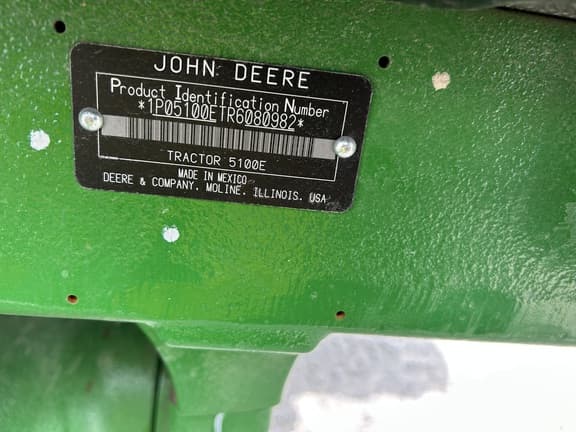 JOHN DEERE
Product Identification Number
*1P05100ETR6080982*
TRACTOR 5100E
MADE IN MEXICO
DEERE & COMPANY, MOLINE, ILLINOIS, USA